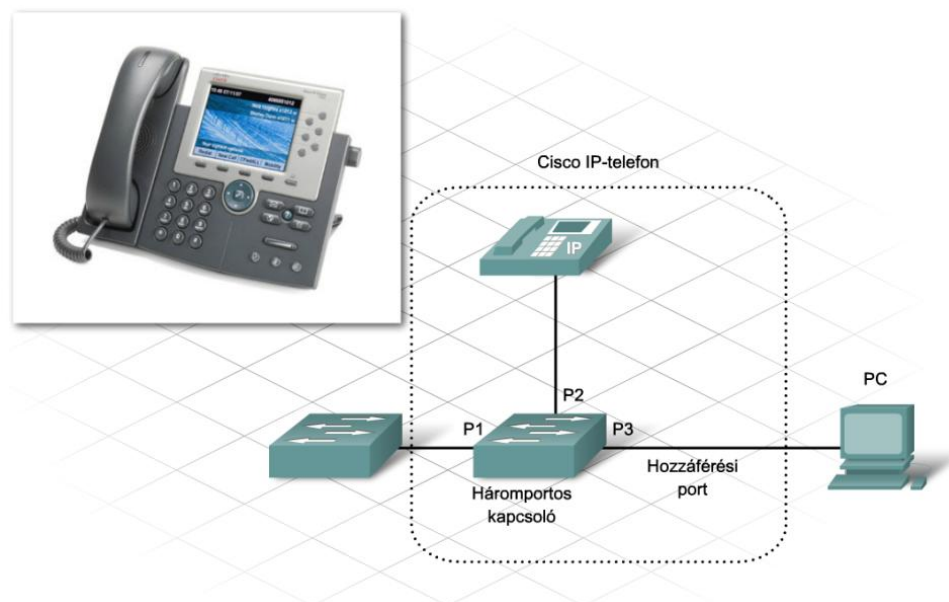 Cisco IP-telefon
IP
P2
PC
P1
P3
Hozzáférési
port
Háromportos
kapcsoló